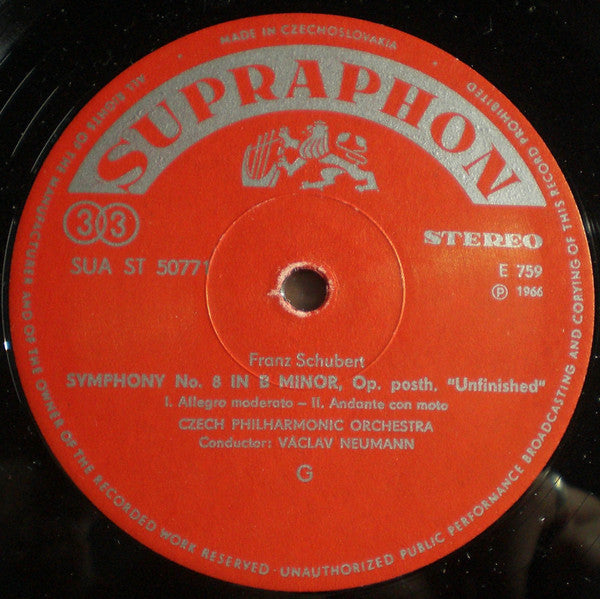 MADE IN CZECHOSLOVAKIA
SUPRAPHON
33
STEREO
SUA ST 50771
E 759
℗ 1966
Franz Schubert
SYMPHONY No. 8 IN B MINOR, Op. posth. "Unfinished"
I. Allegro moderato – II. Andante con moto
CZECH PHILHARMONIC ORCHESTRA
Conductor: VÁCLAV NEUMANN
G
ALL RIGHTS OF THE MANUFACTURER AND OF THE OWNER OF THE RECORDED WORK RESERVED · UNAUTHORIZED PUBLIC PERFORMANCE BROADCASTING AND COPYING OF THIS RECORD PROHIBITED